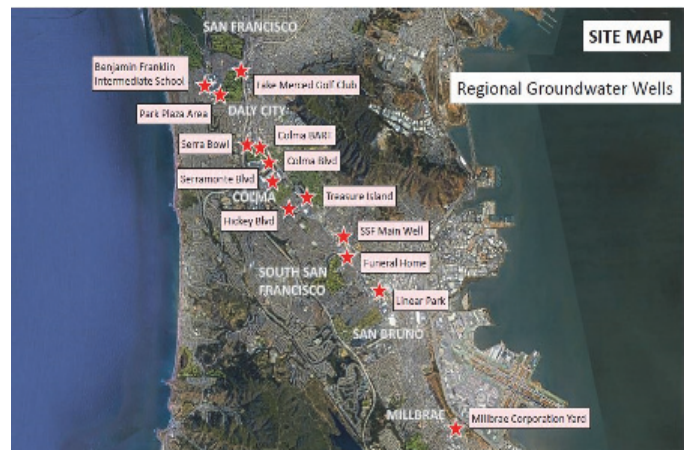 SAN FRANCISCO
SITE MAP
Benjamin Franklin
Intermediate School
Lake Merced Golf Club
Regional Groundwater Wells
Park Plaza Area
DALY CITY
Serra Bowl
Colma BART
Colma Blvd
Serramonte Blvd
COLMA
Treasure Island
Hickey Blvd
SSF Main Well
Funeral Home
SOUTH SAN
FRANCISCO
Linear Park
SAN BRUNO
MILLBRAE
Millbrae Corporation Yard